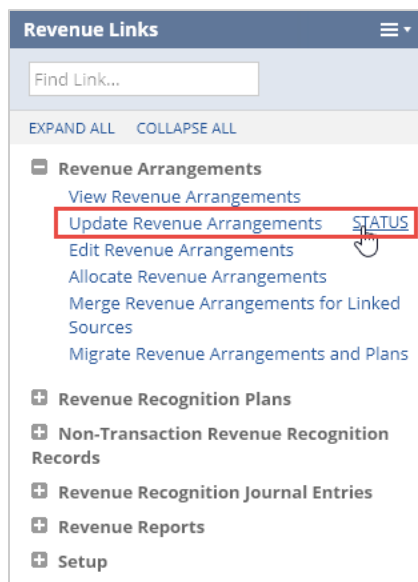 Revenue Links
Find Link...
EXPAND ALL COLLAPSE ALL
Revenue Arrangements
View Revenue Arrangements
Update Revenue Arrangements STATUS
Edit Revenue Arrangements
Allocate Revenue Arrangements
Merge Revenue Arrangements for Linked
Sources
Migrate Revenue Arrangements and Plans
Revenue Recognition Plans
Non-Transaction Revenue Recognition
Records
Revenue Recognition Journal Entries
Revenue Reports
Setup